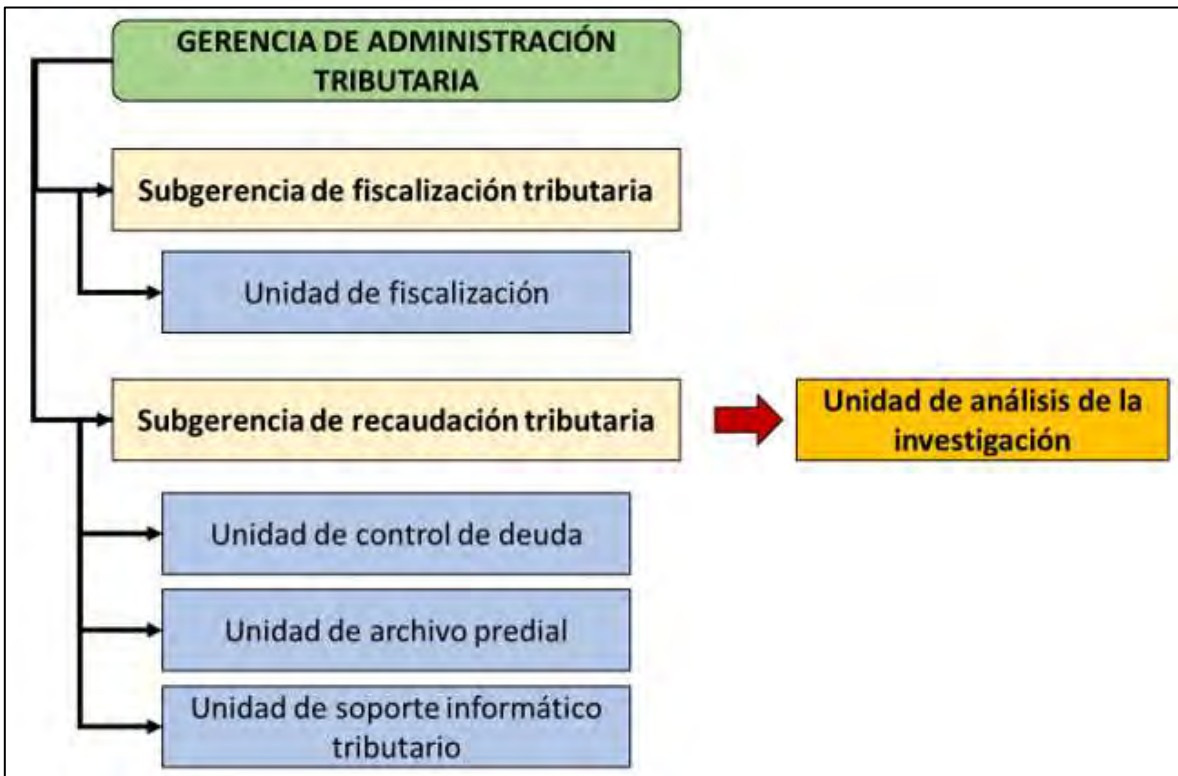 GERENCIA DE ADMINISTRACIÓN
TRIBUTARIA
Subgerencia de fiscalización tributaria
Unidad de fiscalización
Subgerencia de recaudación tributaria
Unidad de análisis de la
investigación
Unidad de control de deuda
Unidad de archivo predial
Unidad de soporte informático
tributario